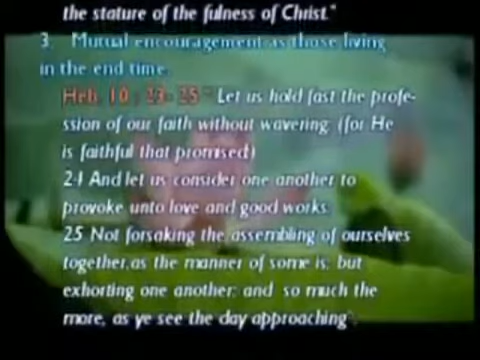 the stature of the fulness of Christ."
3. Mutual encouragement as those living
in the end time.
Heb. 10 : 23- 25 " Let us hold fast the profe-
ssion of our faith without wavering; (for He
is faithful that promised;)
24 And let us consider one another to
provoke unto love and good works:
25 Not forsaking the assembling of ourselves
together,as the manner of some is; but
exhorting one another: and so much the
more, as ye see the day approaching".